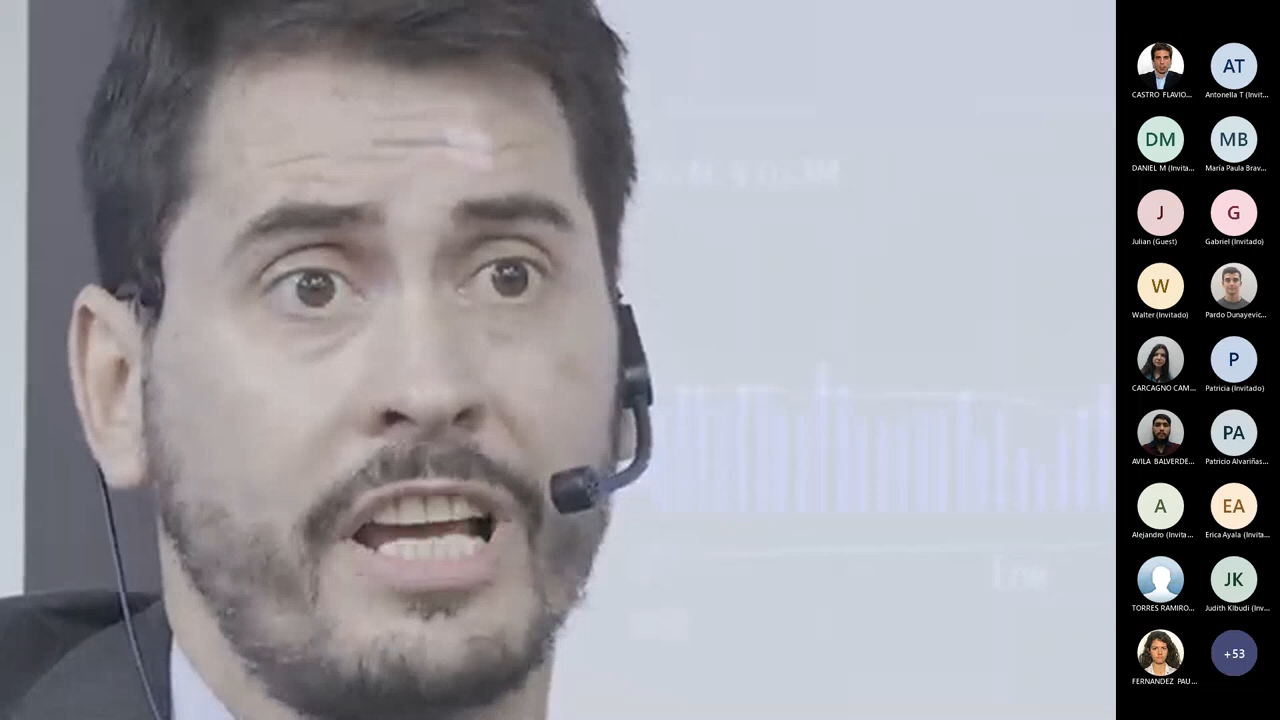 CASTRO FLAVIO...
AT
Antonella T (Invit...
DM
DANIEL M (Invita...
MB
María Paula Brav...
J
Julian (Guest)
G
Gabriel (Invitado)
W
Walter (Invitado)
Pardo Dunayevic...
CARCAGNO CAM...
P
Patricia (Invitado)
AVILA BALVERDE...
PA
Patricio Alvariñas...
A
Alejandro (Invita...
EA
Erica Ayala (Invita...
TORRES RAMIRO...
JK
Judith Klbudi (Inv...
FERNANDEZ PAU...
+53